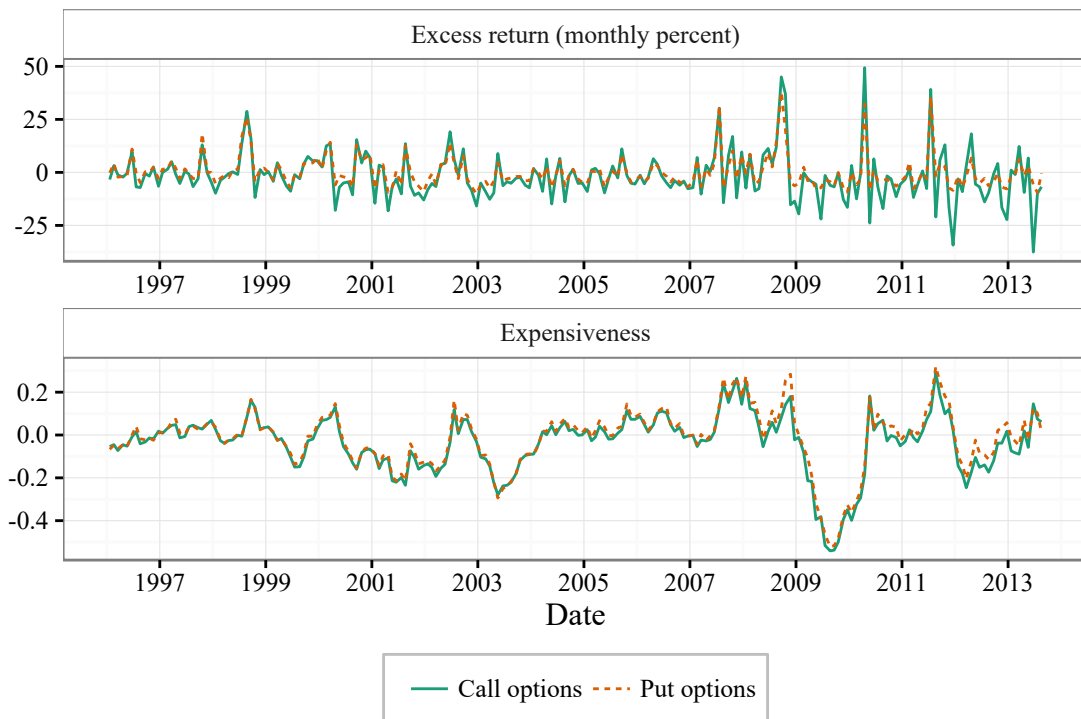 Excess return (monthly percent)
50
25
0
-25
1997 1999 2001 2003 2005 2007 2009 2011 2013
Expensiveness
0.2
0.0
-0.2
-0.4
1997 1999 2001 2003 2005 2007 2009 2011 2013
Date
Call options Put options